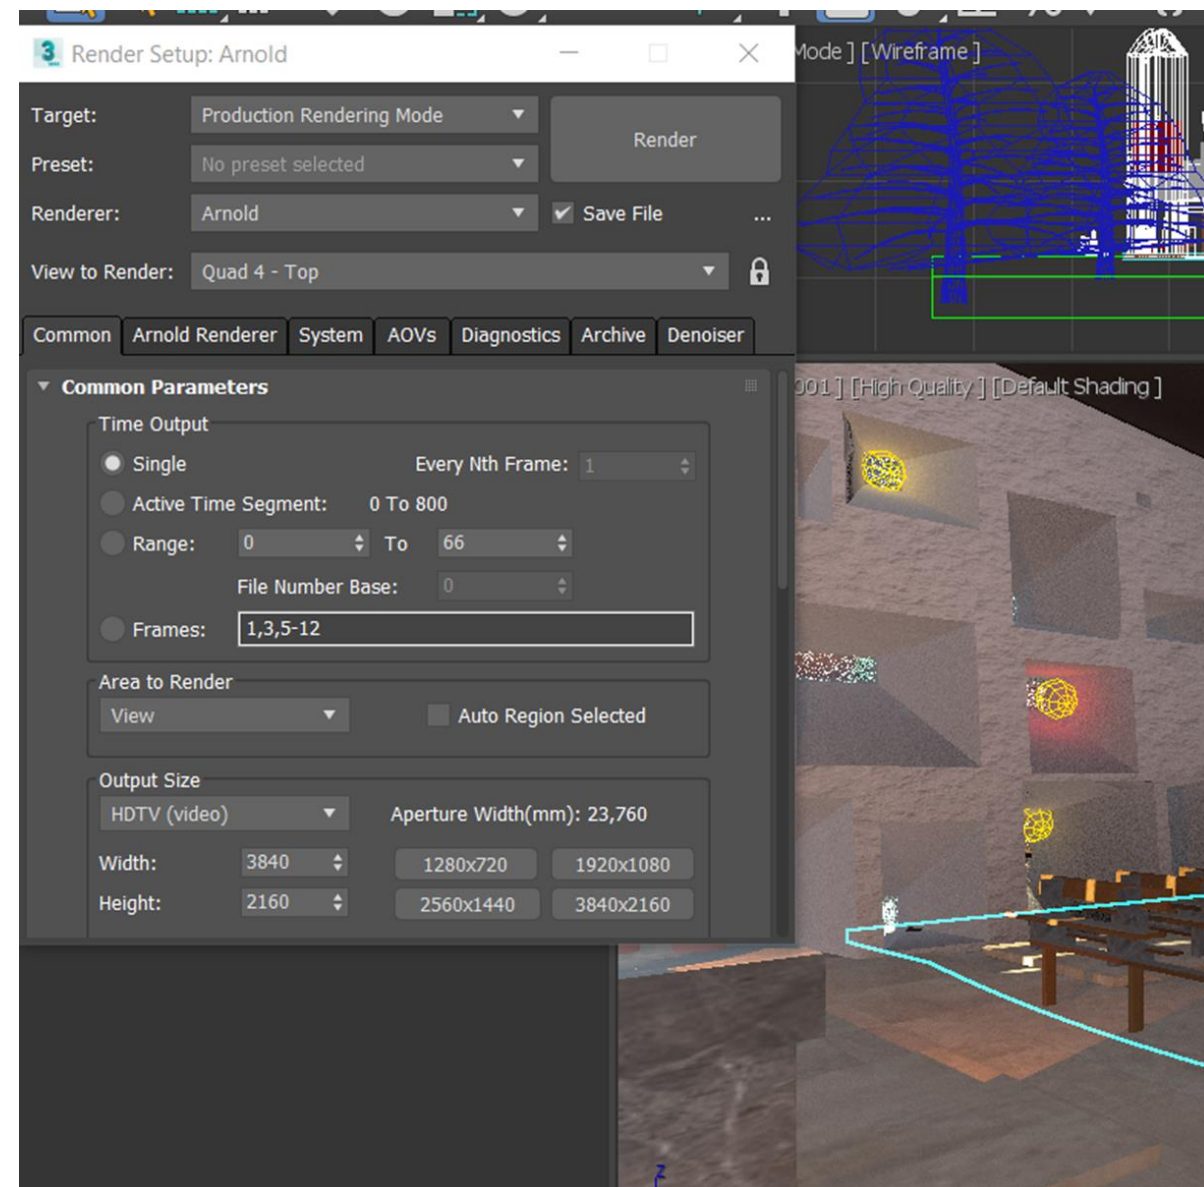 Render Setup: Arnold
Mode ] [Wireframe ]
Target: Production Rendering Mode
Render
Preset: No preset selected
Renderer: Arnold
Save File ...
View to Render: Quad 4 - Top
Common Arnold Renderer System AOVs Diagnostics Archive Denoiser
Common Parameters
001 ] [High Quality ] [Default Shading ]
Time Output
Single Every Nth Frame: 1
Active Time Segment: 0 To 800
Range: 0 To 66
File Number Base: 0
Frames: 1,3,5-12
Area to Render
View Auto Region Selected
Output Size
HDTV (video) Aperture Width(mm): 23,760
Width: 3840 1280x720 1920x1080
Height: 2160 2560x1440 3840x2160
z